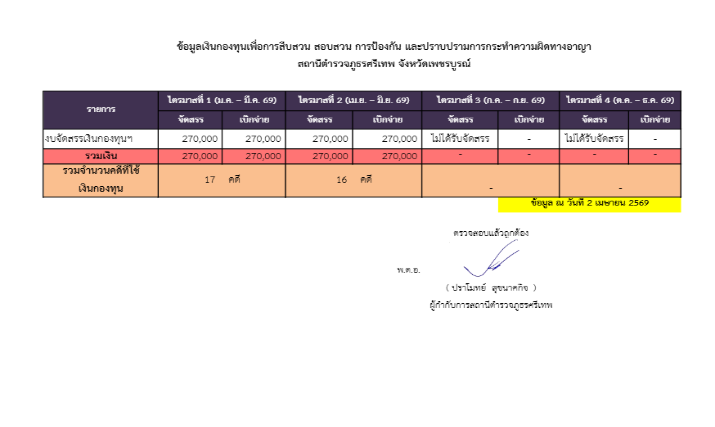 ข้อมูลเงินกองทุนเพื่อการสืบสวน สอบสวน การป้องกัน และปราบปรามการกระทำความผิดทางอาญา
สถานีตำรวจภูธรศรีเทพ จังหวัดเพชรบูรณ์
รายการ ไตรมาสที่ 1 (ม.ค. – มี.ค. 69) ไตรมาสที่ 2 (เม.ย. – มิ.ย. 69) ไตรมาสที่ 3 (ก.ค. – ก.ย. 69) ไตรมาสที่ 4 (ต.ค. – ธ.ค. 69)
จัดสรร เบิกจ่าย จัดสรร เบิกจ่าย จัดสรร เบิกจ่าย จัดสรร เบิกจ่าย
งบจัดสรรเงินกองทุนฯ 270,000 270,000 270,000 270,000 ไม่ได้รับจัดสรร - ไม่ได้รับจัดสรร -
รวมเงิน 270,000 270,000 270,000 270,000 - - - -
รวมจำนวนคดีที่ใช้เงินกองทุน 17 คดี 16 คดี - -
ข้อมูล ณ วันที่ 2 เมษายน 2569
ตรวจสอบแล้วถูกต้อง
พ.ต.อ.
( ปราโมทย์ สุขนาคกิจ )
ผู้กำกับการสถานีตำรวจภูธรศรีเทพ